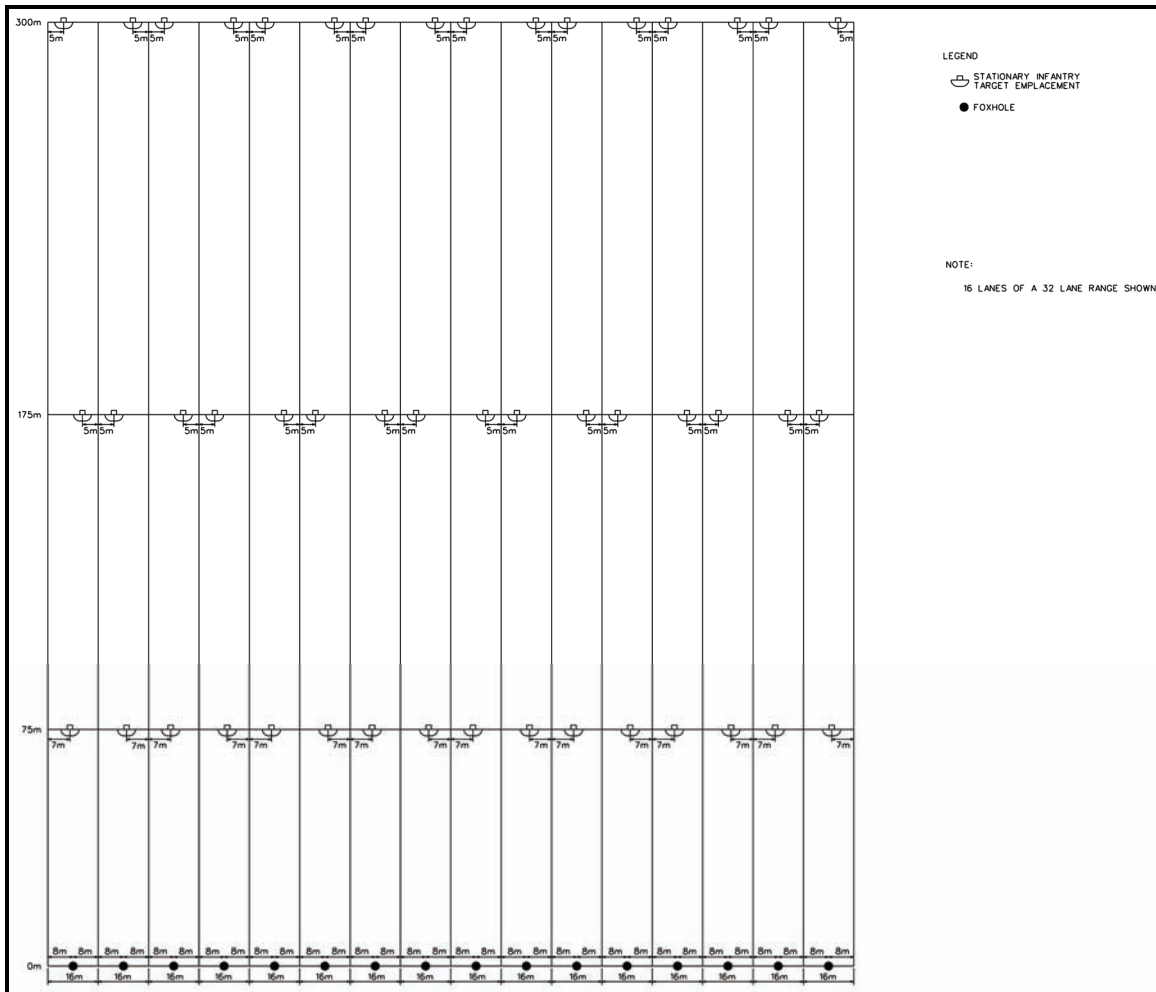 300m
5m 5m 5m 5m 5m 5m 5m 5m 5m 5m 5m 5m 5m 5m 5m 5m
LEGEND
STATIONARY INFANTRY
TARGET EMPLACEMENT
FOXHOLE
NOTE:
16 LANES OF A 32 LANE RANGE SHOWN
175m
5m 5m 5m 5m 5m 5m 5m 5m 5m 5m 5m 5m 5m 5m 5m 5m
75m
7m 7m 7m 7m 7m 7m 7m 7m 7m 7m 7m 7m 7m 7m 7m 7m
8m 8m 8m 8m 8m 8m 8m 8m 8m 8m 8m 8m 8m 8m 8m 8m 8m 8m 8m 8m 8m 8m 8m 8m 8m 8m 8m 8m 8m 8m 8m 8m
0m
16m 16m 16m 16m 16m 16m 16m 16m 16m 16m 16m 16m 16m 16m 16m 16m